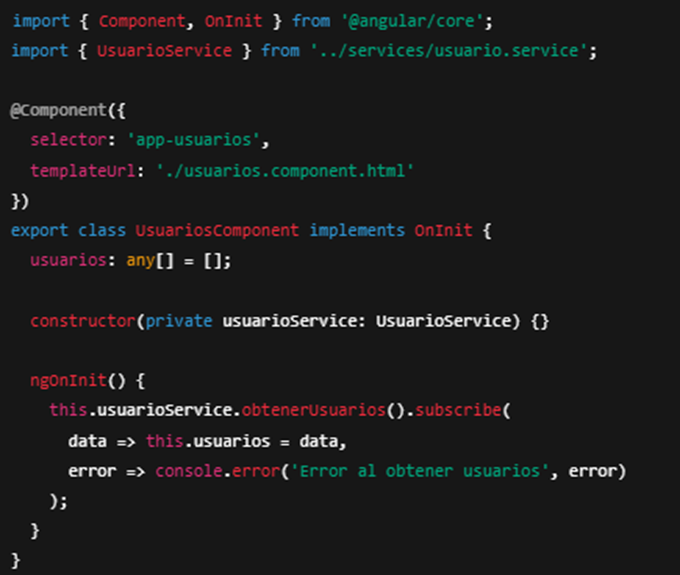 import { Component, OnInit } from '@angular/core';
import { UsuarioService } from '../services/usuario.service';

@Component({
  selector: 'app-usuarios',
  templateUrl: './usuarios.component.html'
})
export class UsuariosComponent implements OnInit {
  usuarios: any[] = [];

  constructor(private usuarioService: UsuarioService) {}

  ngOnInit() {
    this.usuarioService.obtenerUsuarios().subscribe(
      data => this.usuarios = data,
      error => console.error('Error al obtener usuarios', error)
    );
  }
}